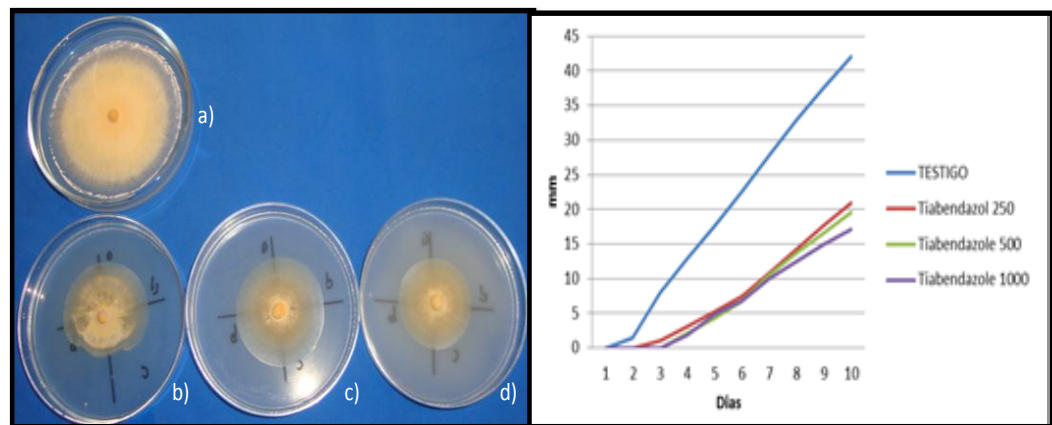 a)
b)
c)
d)
45
40
35
30
25
20
15
10
5
0
mm
1 2 3 4 5 6 7 8 9 10
Días
TESTIGO
Tiabendazol 250
Tiabendazole 500
Tiabendazole 1000